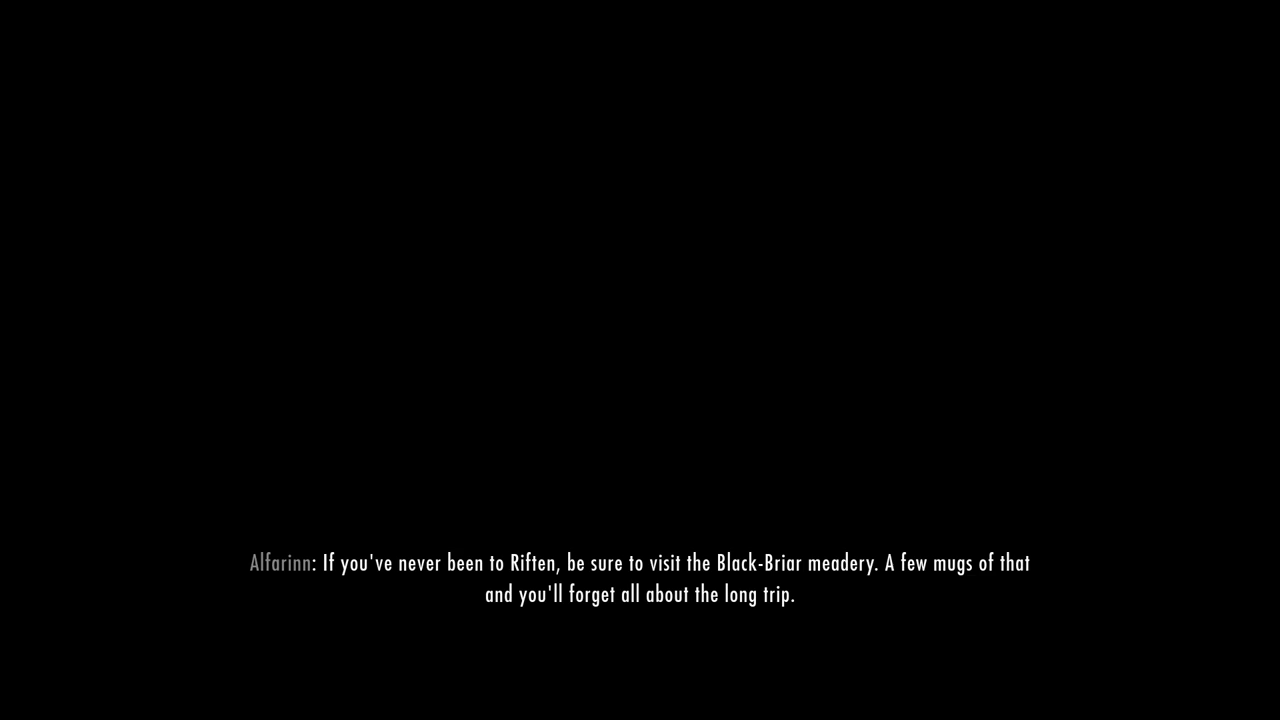 Alfarinn: If you've never been to Riften, be sure to visit the Black-Briar meadery. A few mugs of that
and you'll forget all about the long trip.